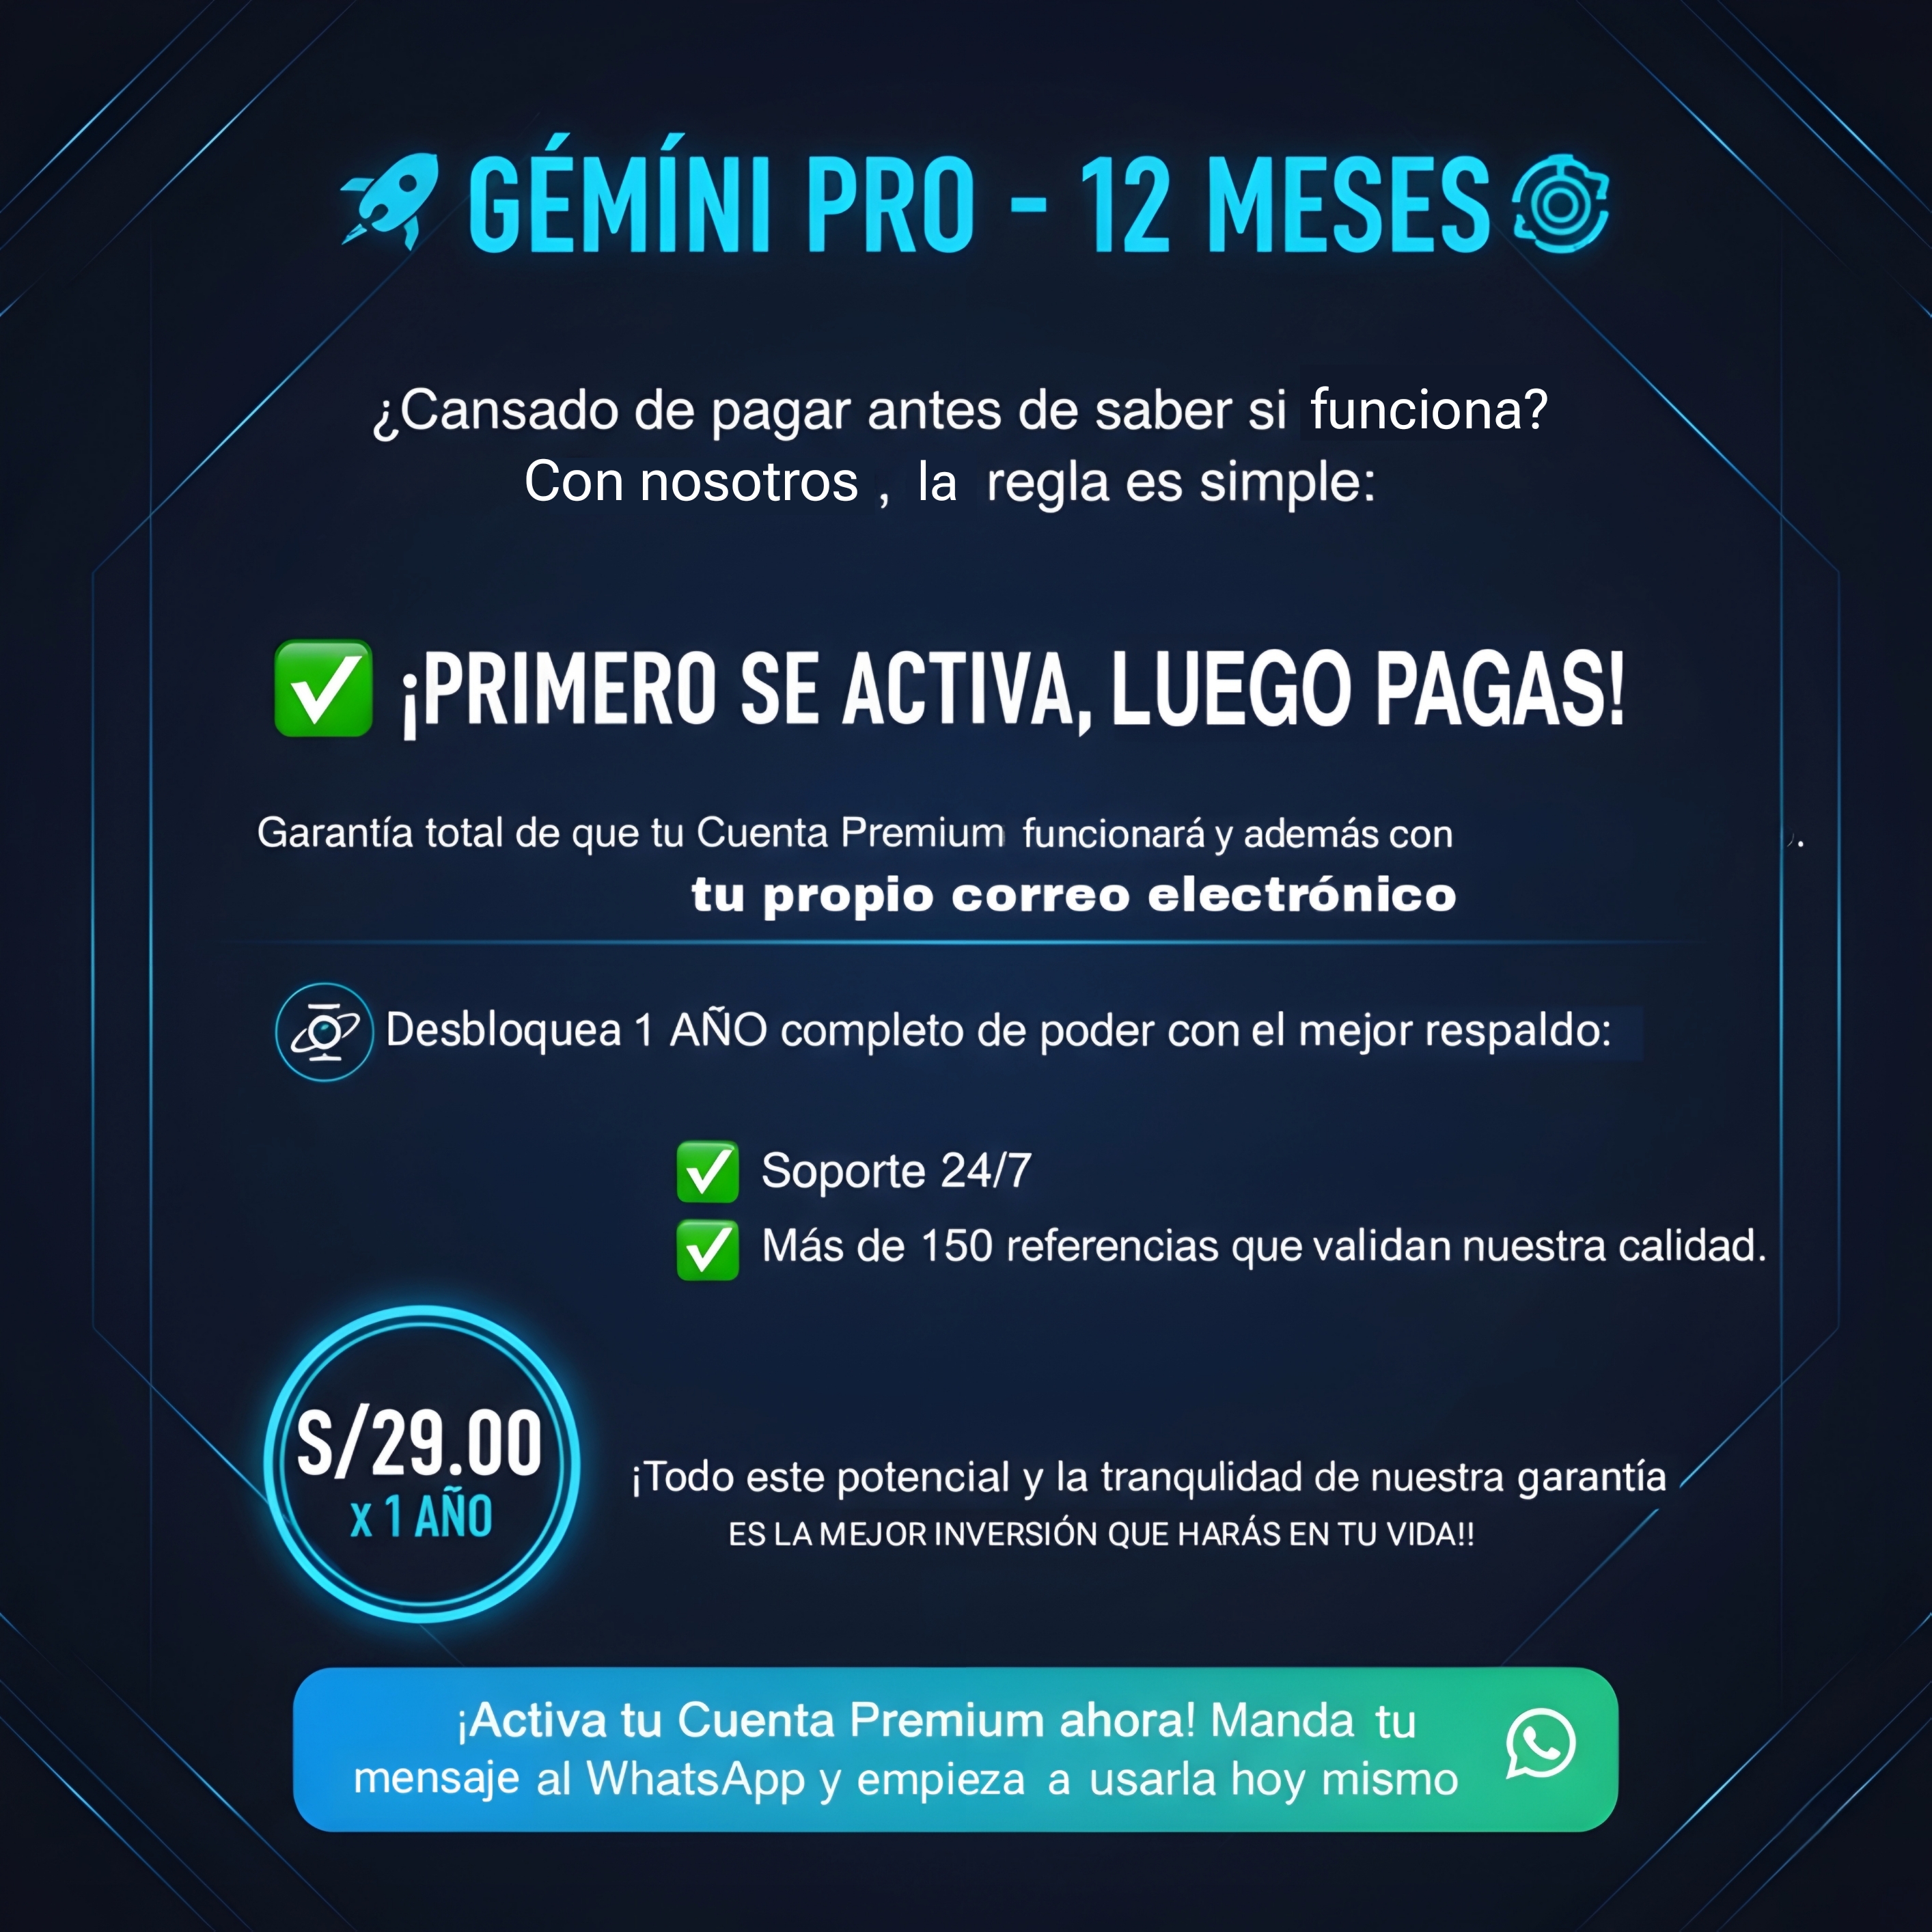 GÉMÍNI PRO - 12 MESES
¿Cansado de pagar antes de saber si funciona?
Con nosotros , la regla es simple:
¡PRIMERO SE ACTIVA, LUEGO PAGAS!
Garantía total de que tu Cuenta Premium funcionará y además con
tu propio correo electrónico
Desbloquea 1 AÑO completo de poder con el mejor respaldo:
Soporte 24/7
Más de 150 referencias que validan nuestra calidad.
S/29.00
x 1 AÑO
¡Todo este potencial y la tranqulidad de nuestra garantía
ES LA MEJOR INVERSIÓN QUE HARÁS EN TU VIDA!!
¡Activa tu Cuenta Premium ahora! Manda tu
mensaje al WhatsApp y empieza a usarla hoy mismo